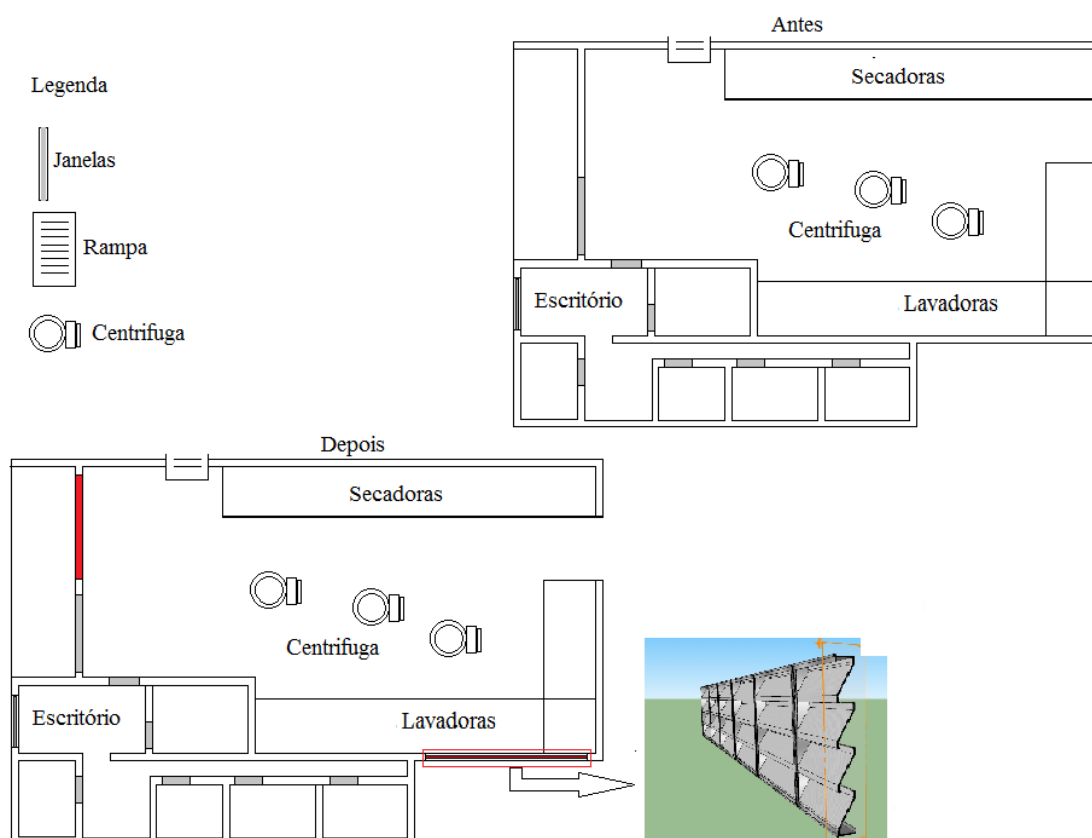 Antes
Legenda
Secadoras
Janelas
Centrifuga
Rampa
Escritório
Lavadoras
Centrifuga
Depois
Secadoras
Centrifuga
Escritório
Lavadoras